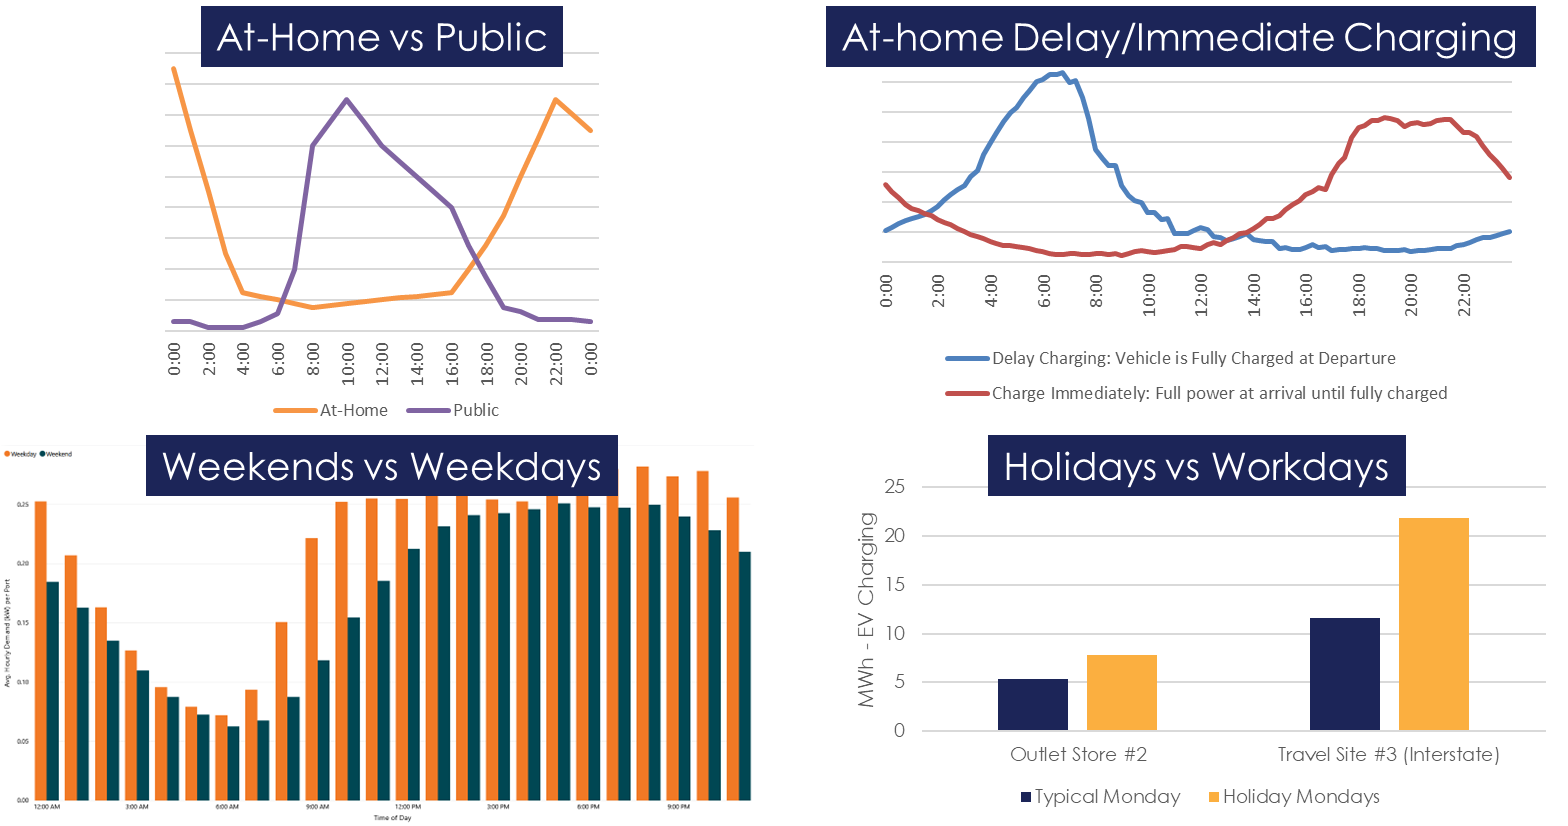 At-Home vs Public
0:00
2:00
4:00
6:00
8:00
10:00
12:00
14:00
16:00
18:00
20:00
22:00
0:00
At-Home Public
At-home Delay/Immediate Charging
0:00
2:00
4:00
6:00
8:00
10:00
12:00
14:00
16:00
18:00
20:00
22:00
Delay Charging: Vehicle is Fully Charged at Departure
Charge Immediately: Full power at arrival until fully charged
Weekends vs Weekdays
Weekday Weekend
Avg. Hourly Demand (kW) per Port
0.25
0.20
0.15
0.10
0.05
0.00
12:00 AM 3:00 AM 6:00 AM 9:00 AM 12:00 PM 3:00 PM 6:00 PM 9:00 PM
Time of Day
Holidays vs Workdays
MWh - EV Charging
25
20
15
10
5
0
Outlet Store #2 Travel Site #3 (Interstate)
Typical Monday Holiday Mondays